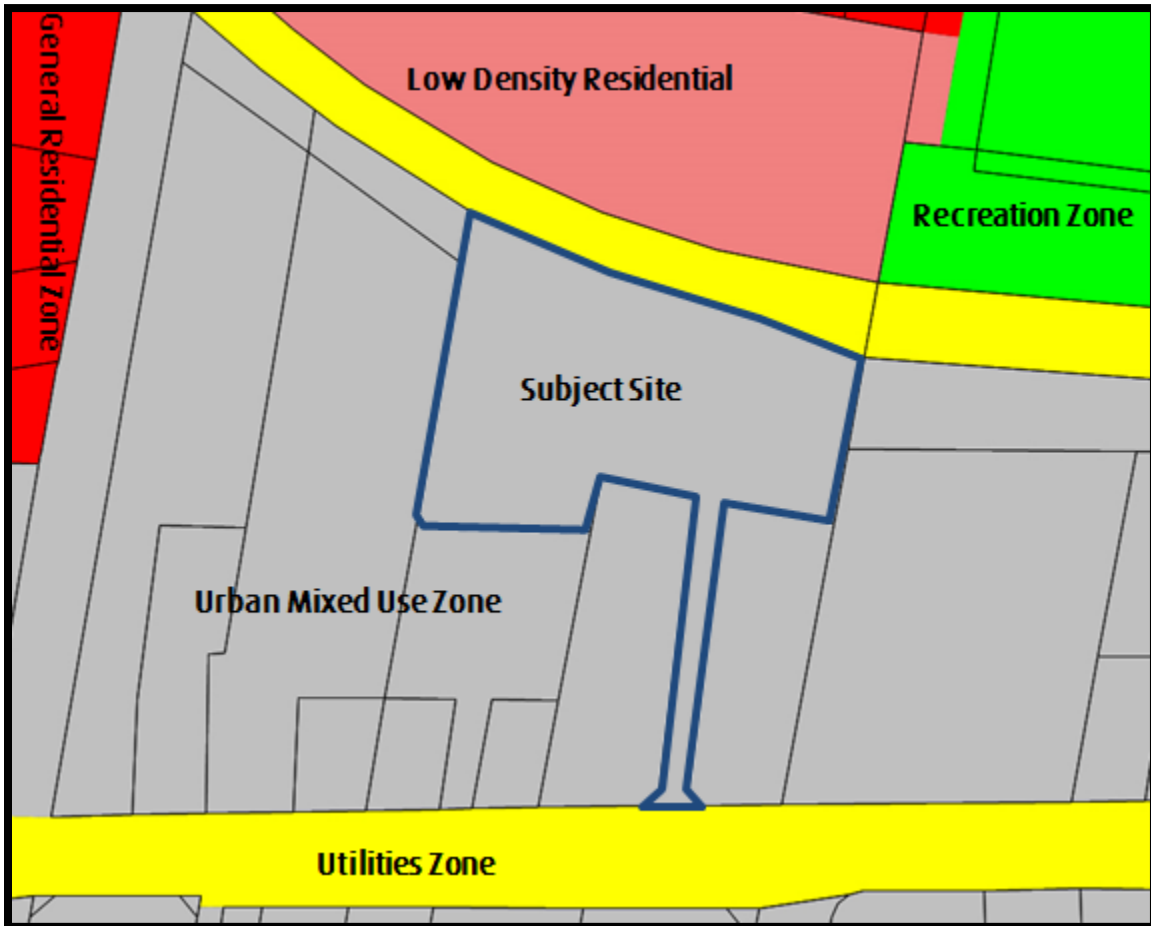 General Residential Zone
Low Density Residential
Recreation Zone
Subject Site
Urban Mixed Use Zone
Utilities Zone